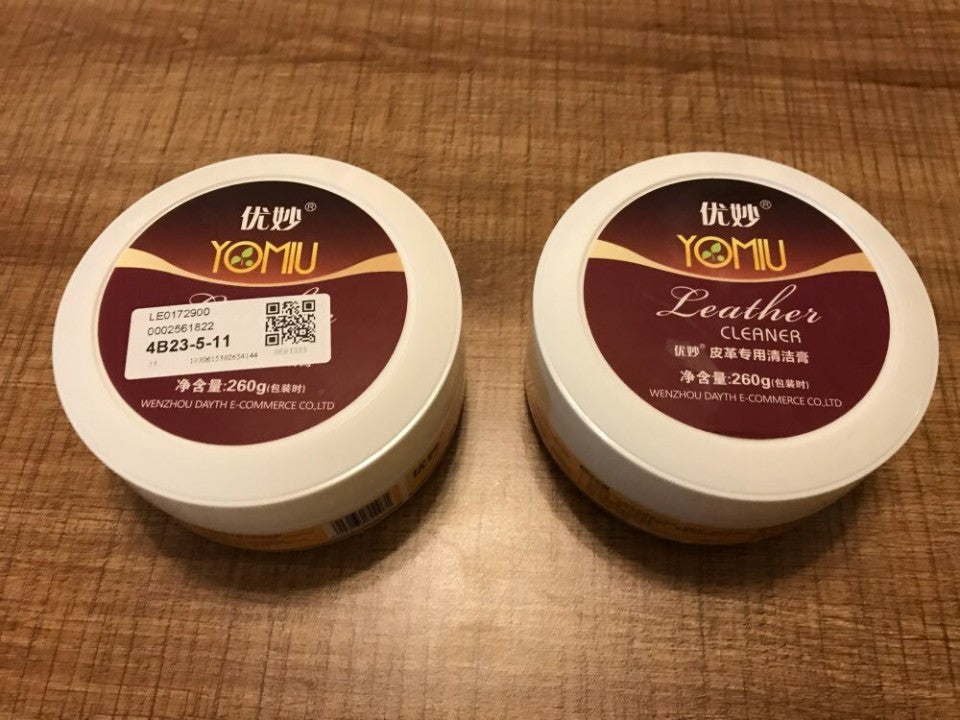 优妙®
YOMIU
LE0172900
0002561822
4B23-5-11
11
净含量:260g(包装时)
WENZHOU DAYTH E-COMMERCE CO.,LTD
优妙®
YOMIU
Leather
CLEANER
优妙® 皮革专用清洁膏
净含量:260g(包装时)
WENZHOU DAYTH E-COMMERCE CO.,LTD